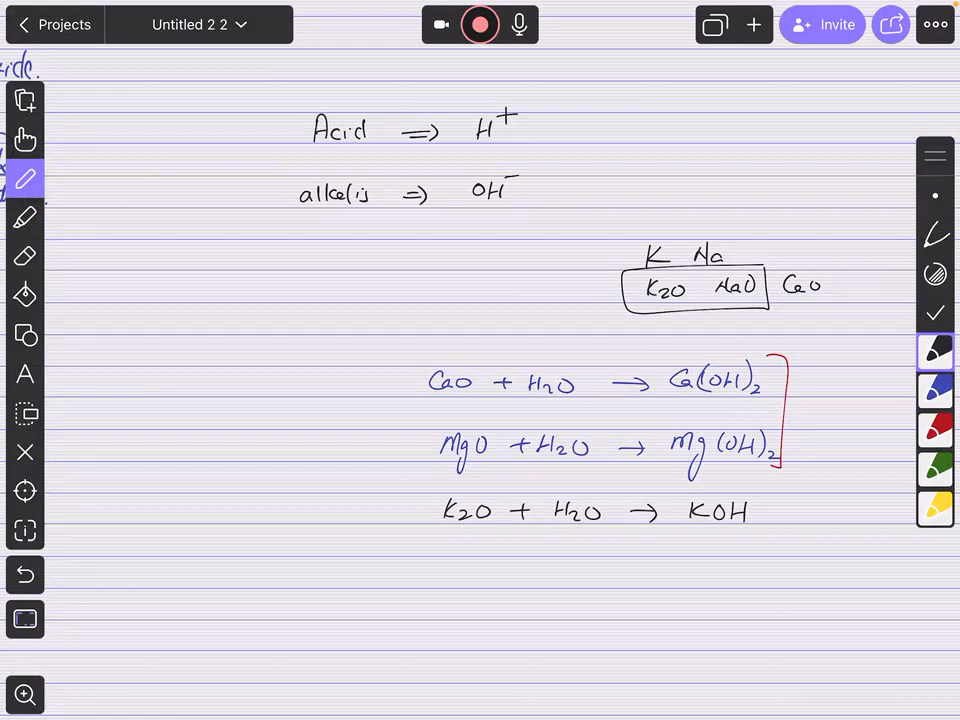 Projects
Untitled 2 2
Invite
ide.
Acid ⇒ H⁺
alkalis ⇒ OH⁻
K Na
K₂O NaO CaO
CaO + H₂O → Ca(OH)₂
MgO + H₂O → Mg(OH)₂
K₂O + H₂O → KOH